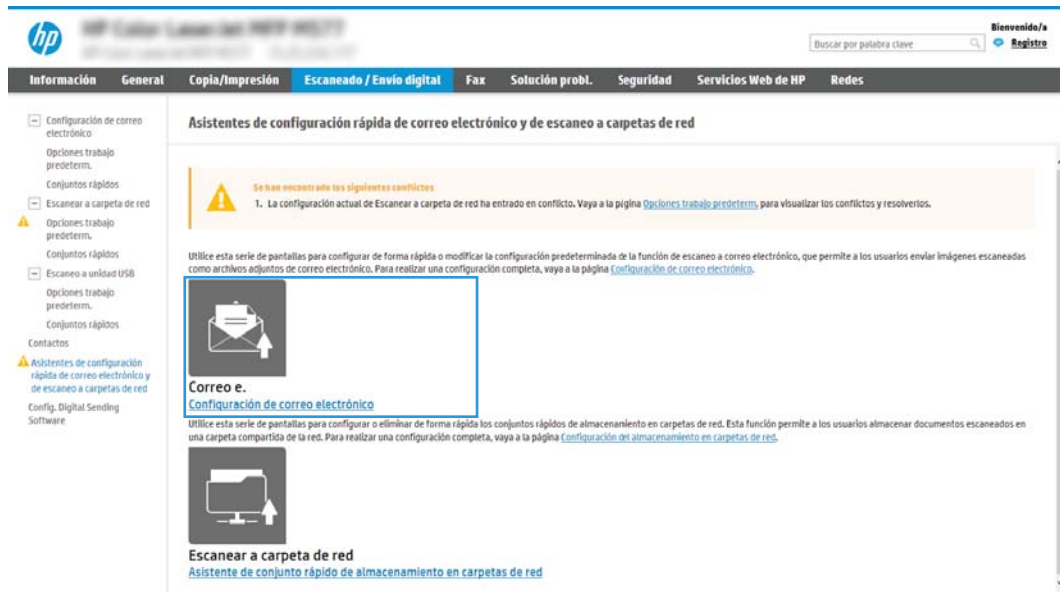 hp
Bienvenido/a
Buscar por palabra clave
Registro
Información General Copia/Impresión Escaneado / Envío digital Fax Solución probl. Seguridad Servicios Web de HP Redes
Configuración de correo
electrónico
Opciones trabajo
predeterm.
Conjuntos rápidos
Escanear a carpeta de red
Opciones trabajo
predeterm.
Conjuntos rápidos
Escaneo a unidad USB
Opciones trabajo
predeterm.
Conjuntos rápidos
Contactos
Asistentes de configuración
rápida de correo electrónico y
de escaneo a carpetas de red
Config. Digital Sending
Software
Asistentes de configuración rápida de correo electrónico y de escaneo a carpetas de red
Se han encontrado los siguientes conflictos
1. La configuración actual de Escanear a carpeta de red ha entrado en conflicto. Vaya a la página Opciones trabajo predeterm. para visualizar los conflictos y resolverlos.
Utilice esta serie de pantallas para configurar de forma rápida o modificar la configuración predeterminada de la función de escaneo a correo electrónico, que permite a los usuarios enviar imágenes escaneadas
como archivos adjuntos de correo electrónico. Para realizar una configuración completa, vaya a la página Configuración de correo electrónico.
Correo e.
Configuración de correo electrónico
Utilice esta serie de pantallas para configurar o eliminar de forma rápida los conjuntos rápidos de almacenamiento en carpetas de red. Esta función permite a los usuarios almacenar documentos escaneados en
una carpeta compartida de la red. Para realizar una configuración completa, vaya a la página Configuración del almacenamiento en carpetas de red.
Escanear a carpeta de red
Asistente de conjunto rápido de almacenamiento en carpetas de red